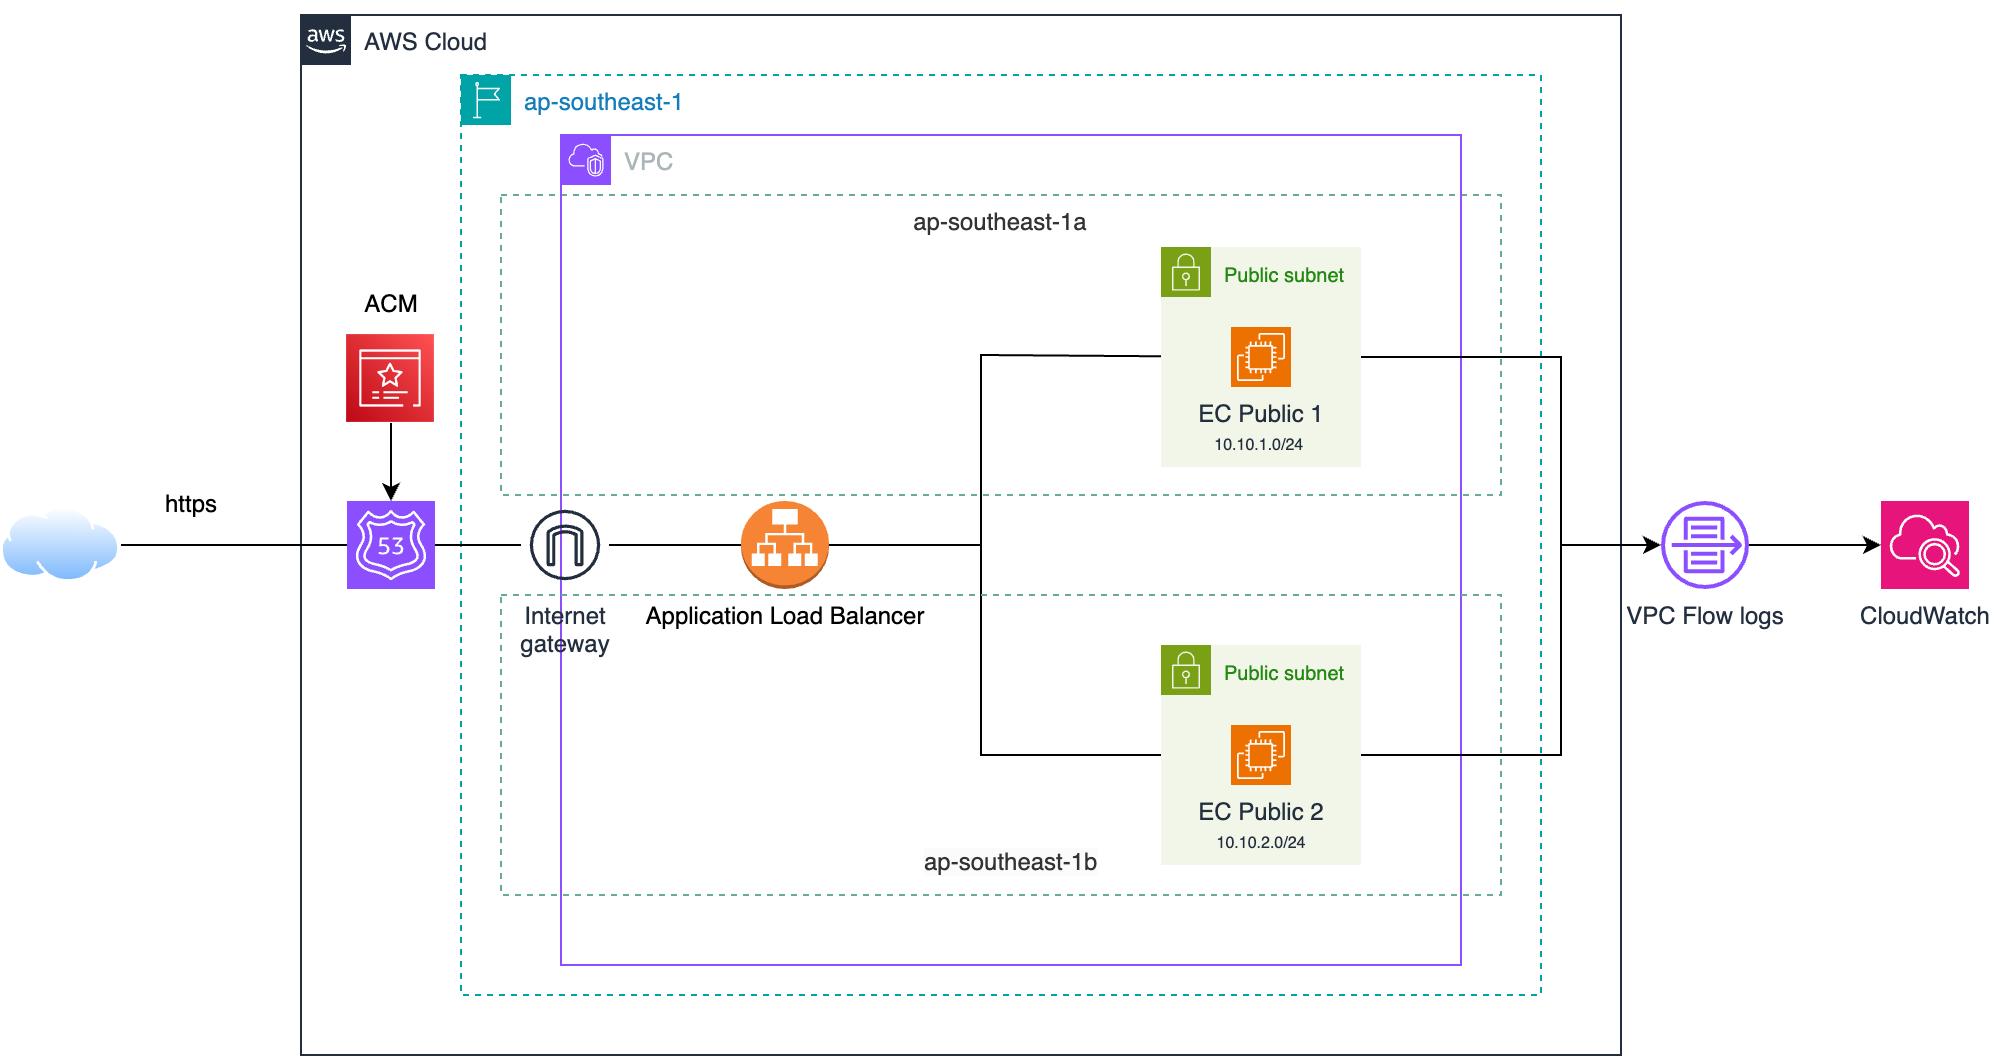 aws
AWS Cloud
ap-southeast-1
VPC
ap-southeast-1a
Public subnet
ACM
EC Public 1
10.10.1.0/24
https
53
Internet
gateway
Application Load Balancer
VPC Flow logs
CloudWatch
Public subnet
EC Public 2
10.10.2.0/24
ap-southeast-1b